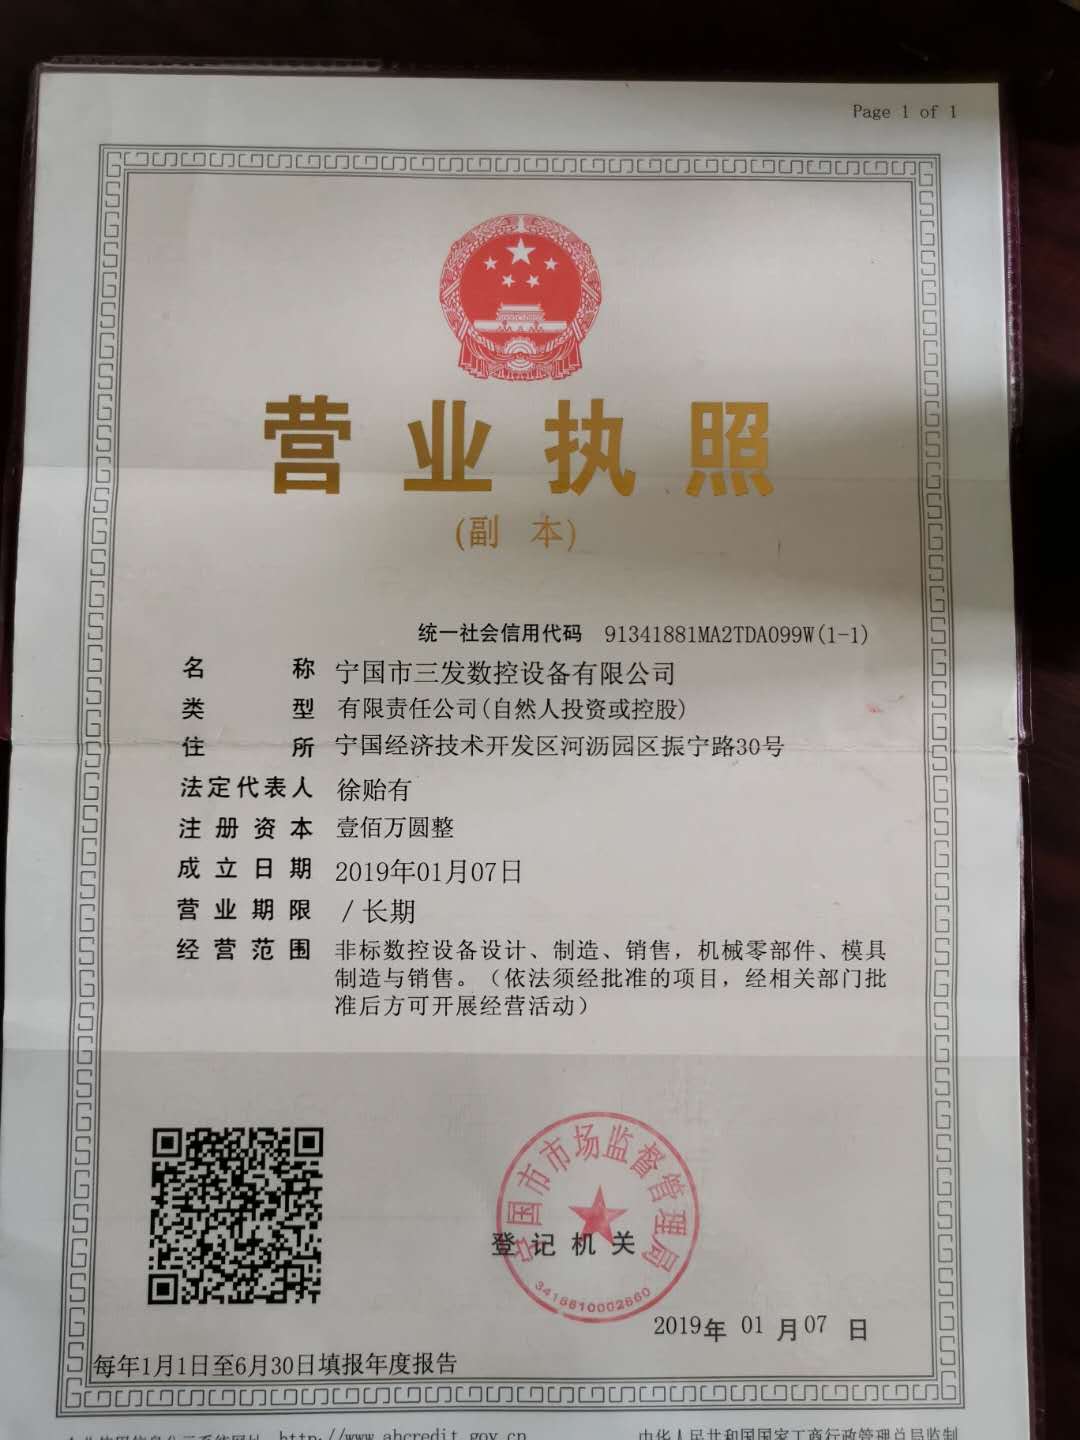 Page 1 of 1
营业执照
(副 本)
统一社会信用代码 91341881MA2TDA099W(1-1)
名 称 宁国市三发数控设备有限公司
类 型 有限责任公司(自然人投资或控股)
住 所 宁国经济技术开发区河沥园区振宁路30号
法定代表人 徐贻有
注册资本 壹佰万圆整
成立日期 2019年01月07日
营业期限 /长期
经营范围 非标数控设备设计、制造、销售，机械零部件、模具
制造与销售。（依法须经批准的项目，经相关部门批
准后方可开展经营活动）
宁国市市场监督管理局
登记机关
3418810002860
2019年 01 月07 日
每年1月1日至6月30日填报年度报告
http://www.ahcredit.gov.cn
中华人民共和国国家工商行政管理总局监制